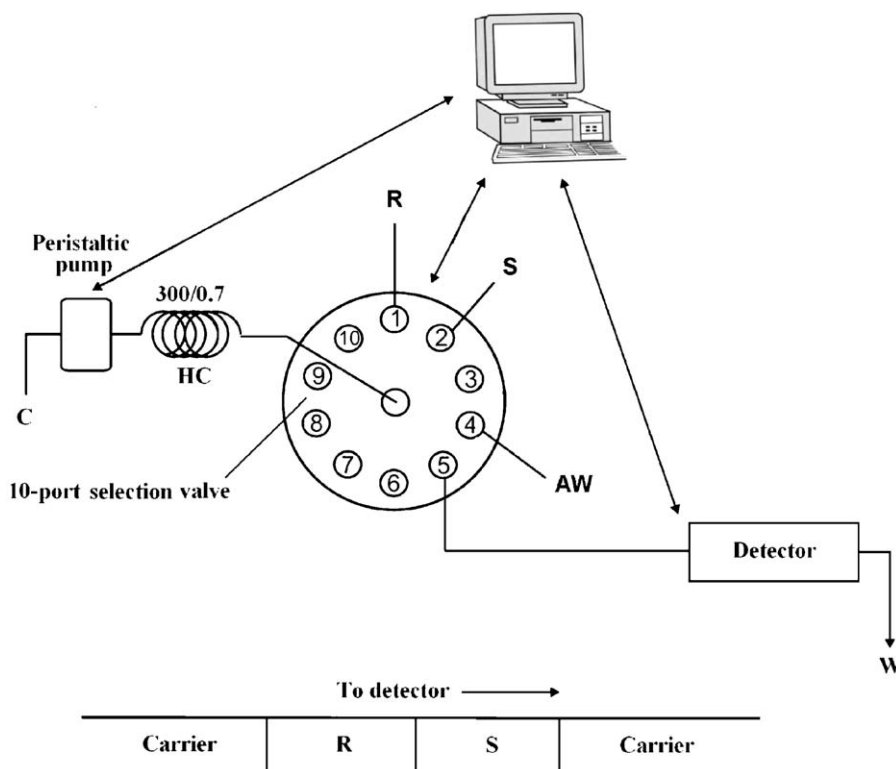 R
Peristaltic
pump
S
300/0.7
1
2
10
3
9
HC
C
4
8
5
7
6
10-port selection valve
AW
Detector
W
To detector
Carrier R S Carrier